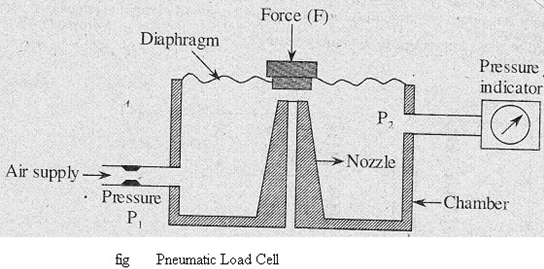 Force (F)
Diaphragm
Pressure
indicator
P2
Air supply
Nozzle
Pressure
P1
Chamber
fig Pneumatic Load Cell